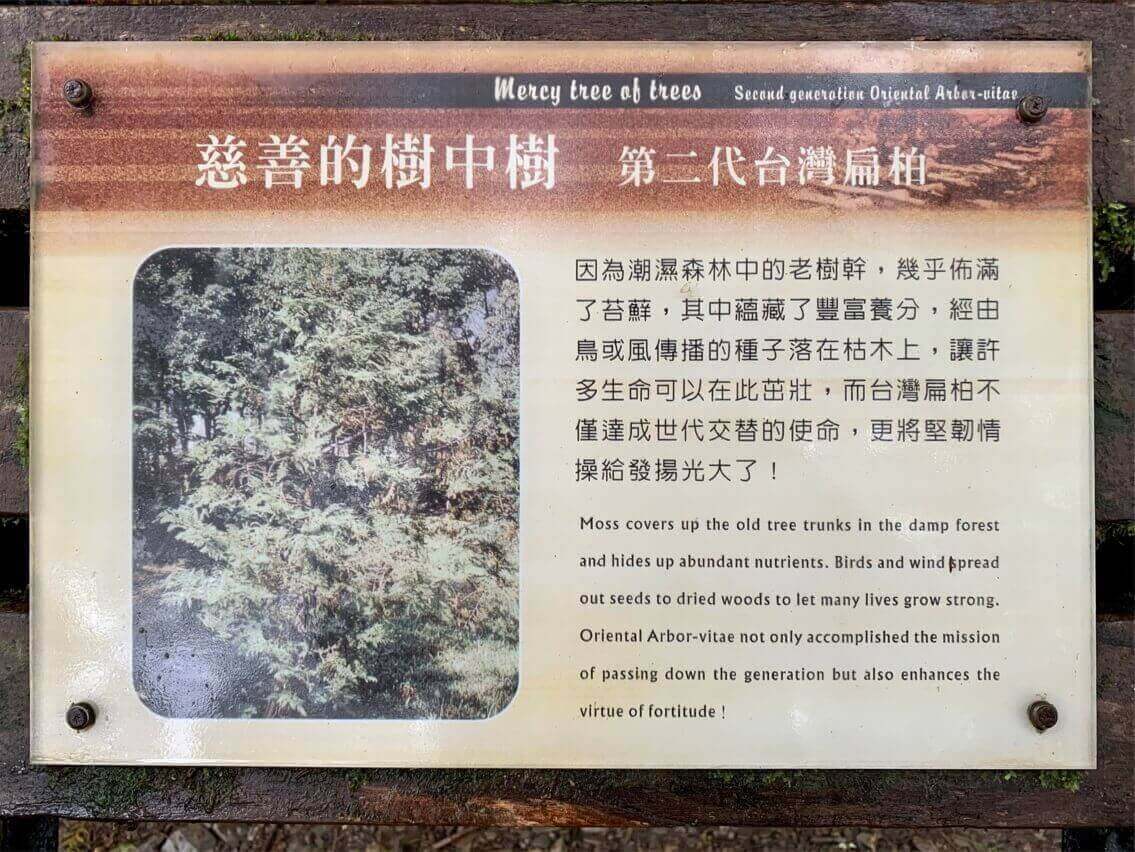 Mercy tree of trees Second generation Oriental Arbor-vitae
慈善的樹中樹 第二代台灣扁柏
因為潮濕森林中的老樹幹，幾乎佈滿
了苔蘚，其中蘊藏了豐富養分，經由
鳥或風傳播的種子落在枯木上，讓許
多生命可以在此茁壯，而台灣扁柏不
僅達成世代交替的使命，更將堅韌情
操給發揚光大了！
Moss covers up the old tree trunks in the damp forest
and hides up abundant nutrients. Birds and wind spread
out seeds to dried woods to let many lives grow strong.
Oriental Arbor-vitae not only accomplished the mission
of passing down the generation but also enhances the
virtue of fortitude !